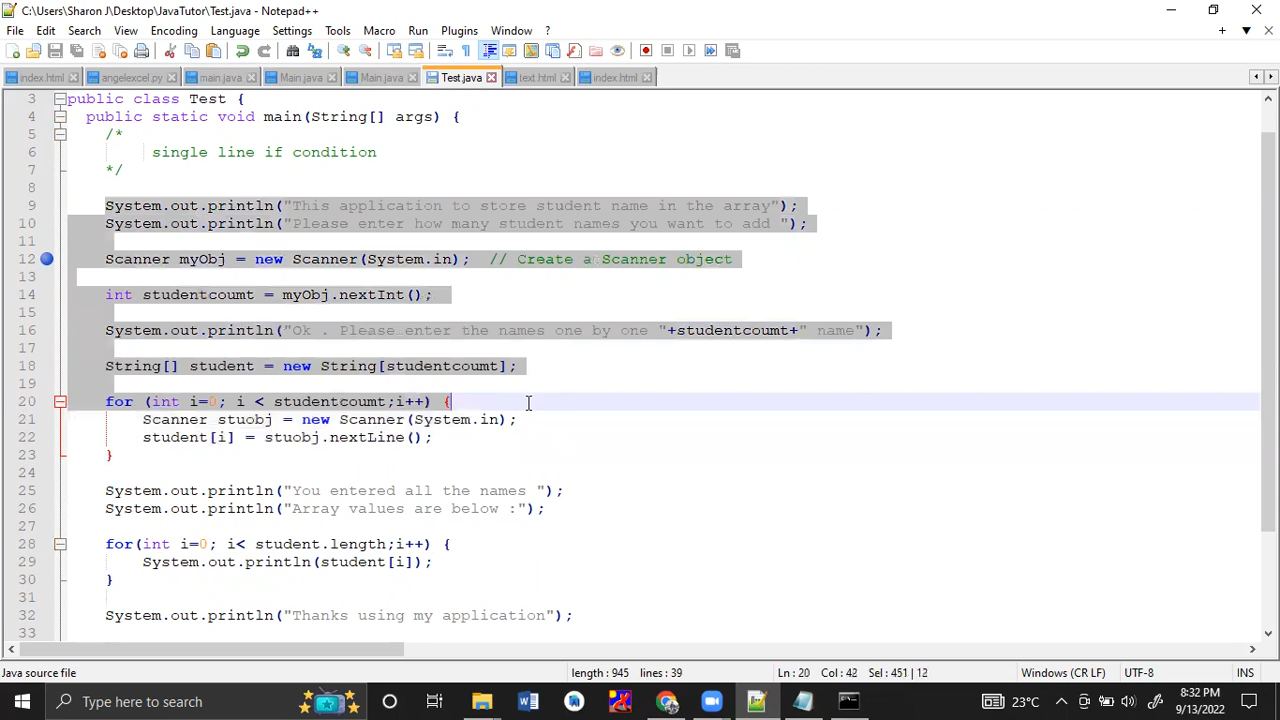 C:\Users\Sharon J\Desktop\JavaTutor\Test.java - Notepad++
File Edit Search View Encoding Language Settings Tools Macro Run Plugins Window ?
index.html angelexcel.py main.java Main.java Main.java Test.java text.html index.html
3 public class Test {
4 public static void main(String[] args) {
5 /*
6 single line if condition
7 */
8
9 System.out.println("This application to store student name in the array");
10 System.out.println("Please enter how many student names you want to add ");
11
12 Scanner myObj = new Scanner(System.in); // Create a Scanner object
13
14 int studentcoumt = myObj.nextInt();
15
16 System.out.println("Ok . Please enter the names one by one "+studentcoumt+" name");
17
18 String[] student = new String[studentcoumt];
19
20 for (int i=0; i < studentcoumt;i++) {
21 Scanner stuobj = new Scanner(System.in);
22 student[i] = stuobj.nextLine();
23 }
24
25 System.out.println("You entered all the names ");
26 System.out.println("Array values are below :");
27
28 for(int i=0; i< student.length;i++) {
29 System.out.println(student[i]);
30 }
31
32 System.out.println("Thanks using my application");
33
Java source file length : 945 lines : 39 Ln : 20 Col : 42 Sel : 451 | 12 Windows (CR LF) UTF-8 INS
Type here to search 23°C 8:32 PM
9/13/2022